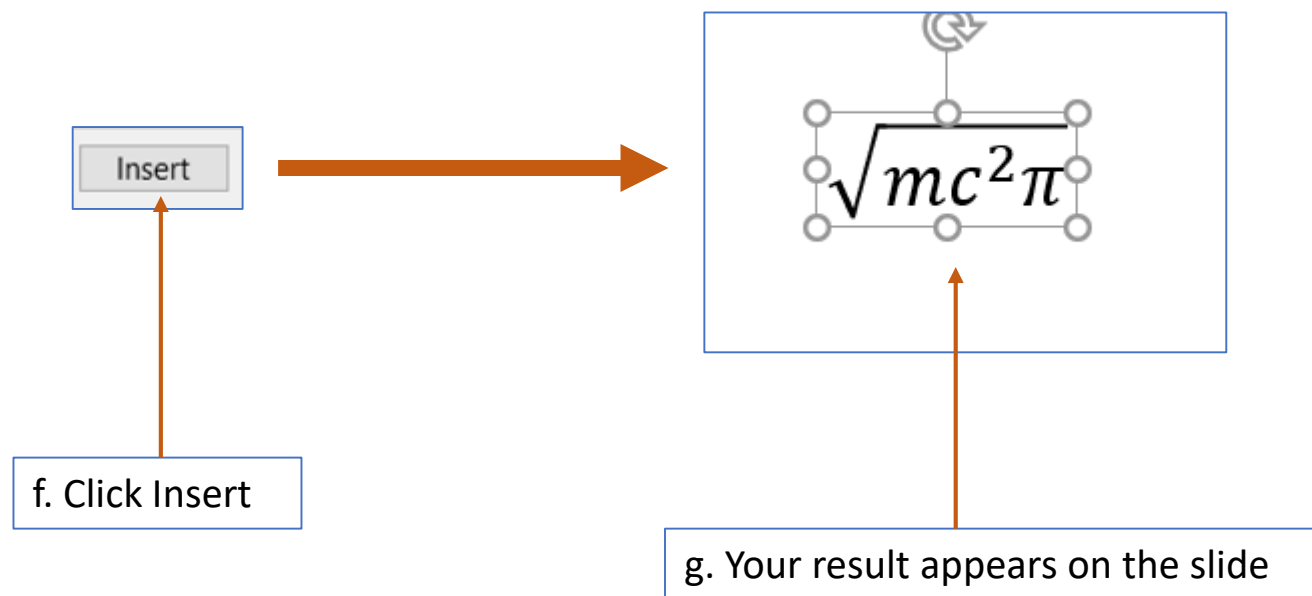 Insert
√mc²π
f. Click Insert
g. Your result appears on the slide